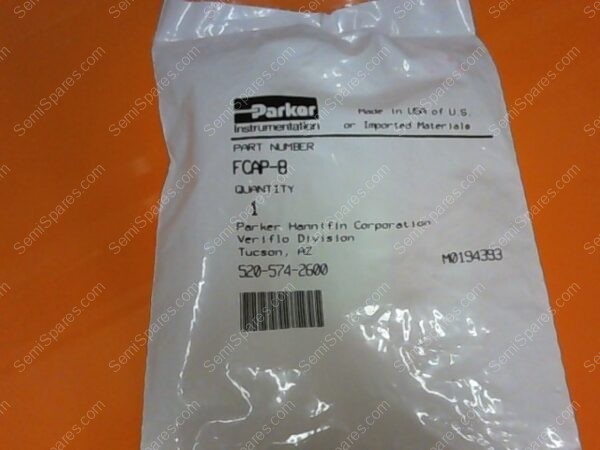 Parker
Instrumentation
Made in USA of U.S.
or Imported Materials
PART NUMBER
FCAP-8
QUANTITY
1
Parker Hannifin Corporation
Veriflo Division
Tucson, AZ
520-574-2600
M0194393
SemiSpares.com